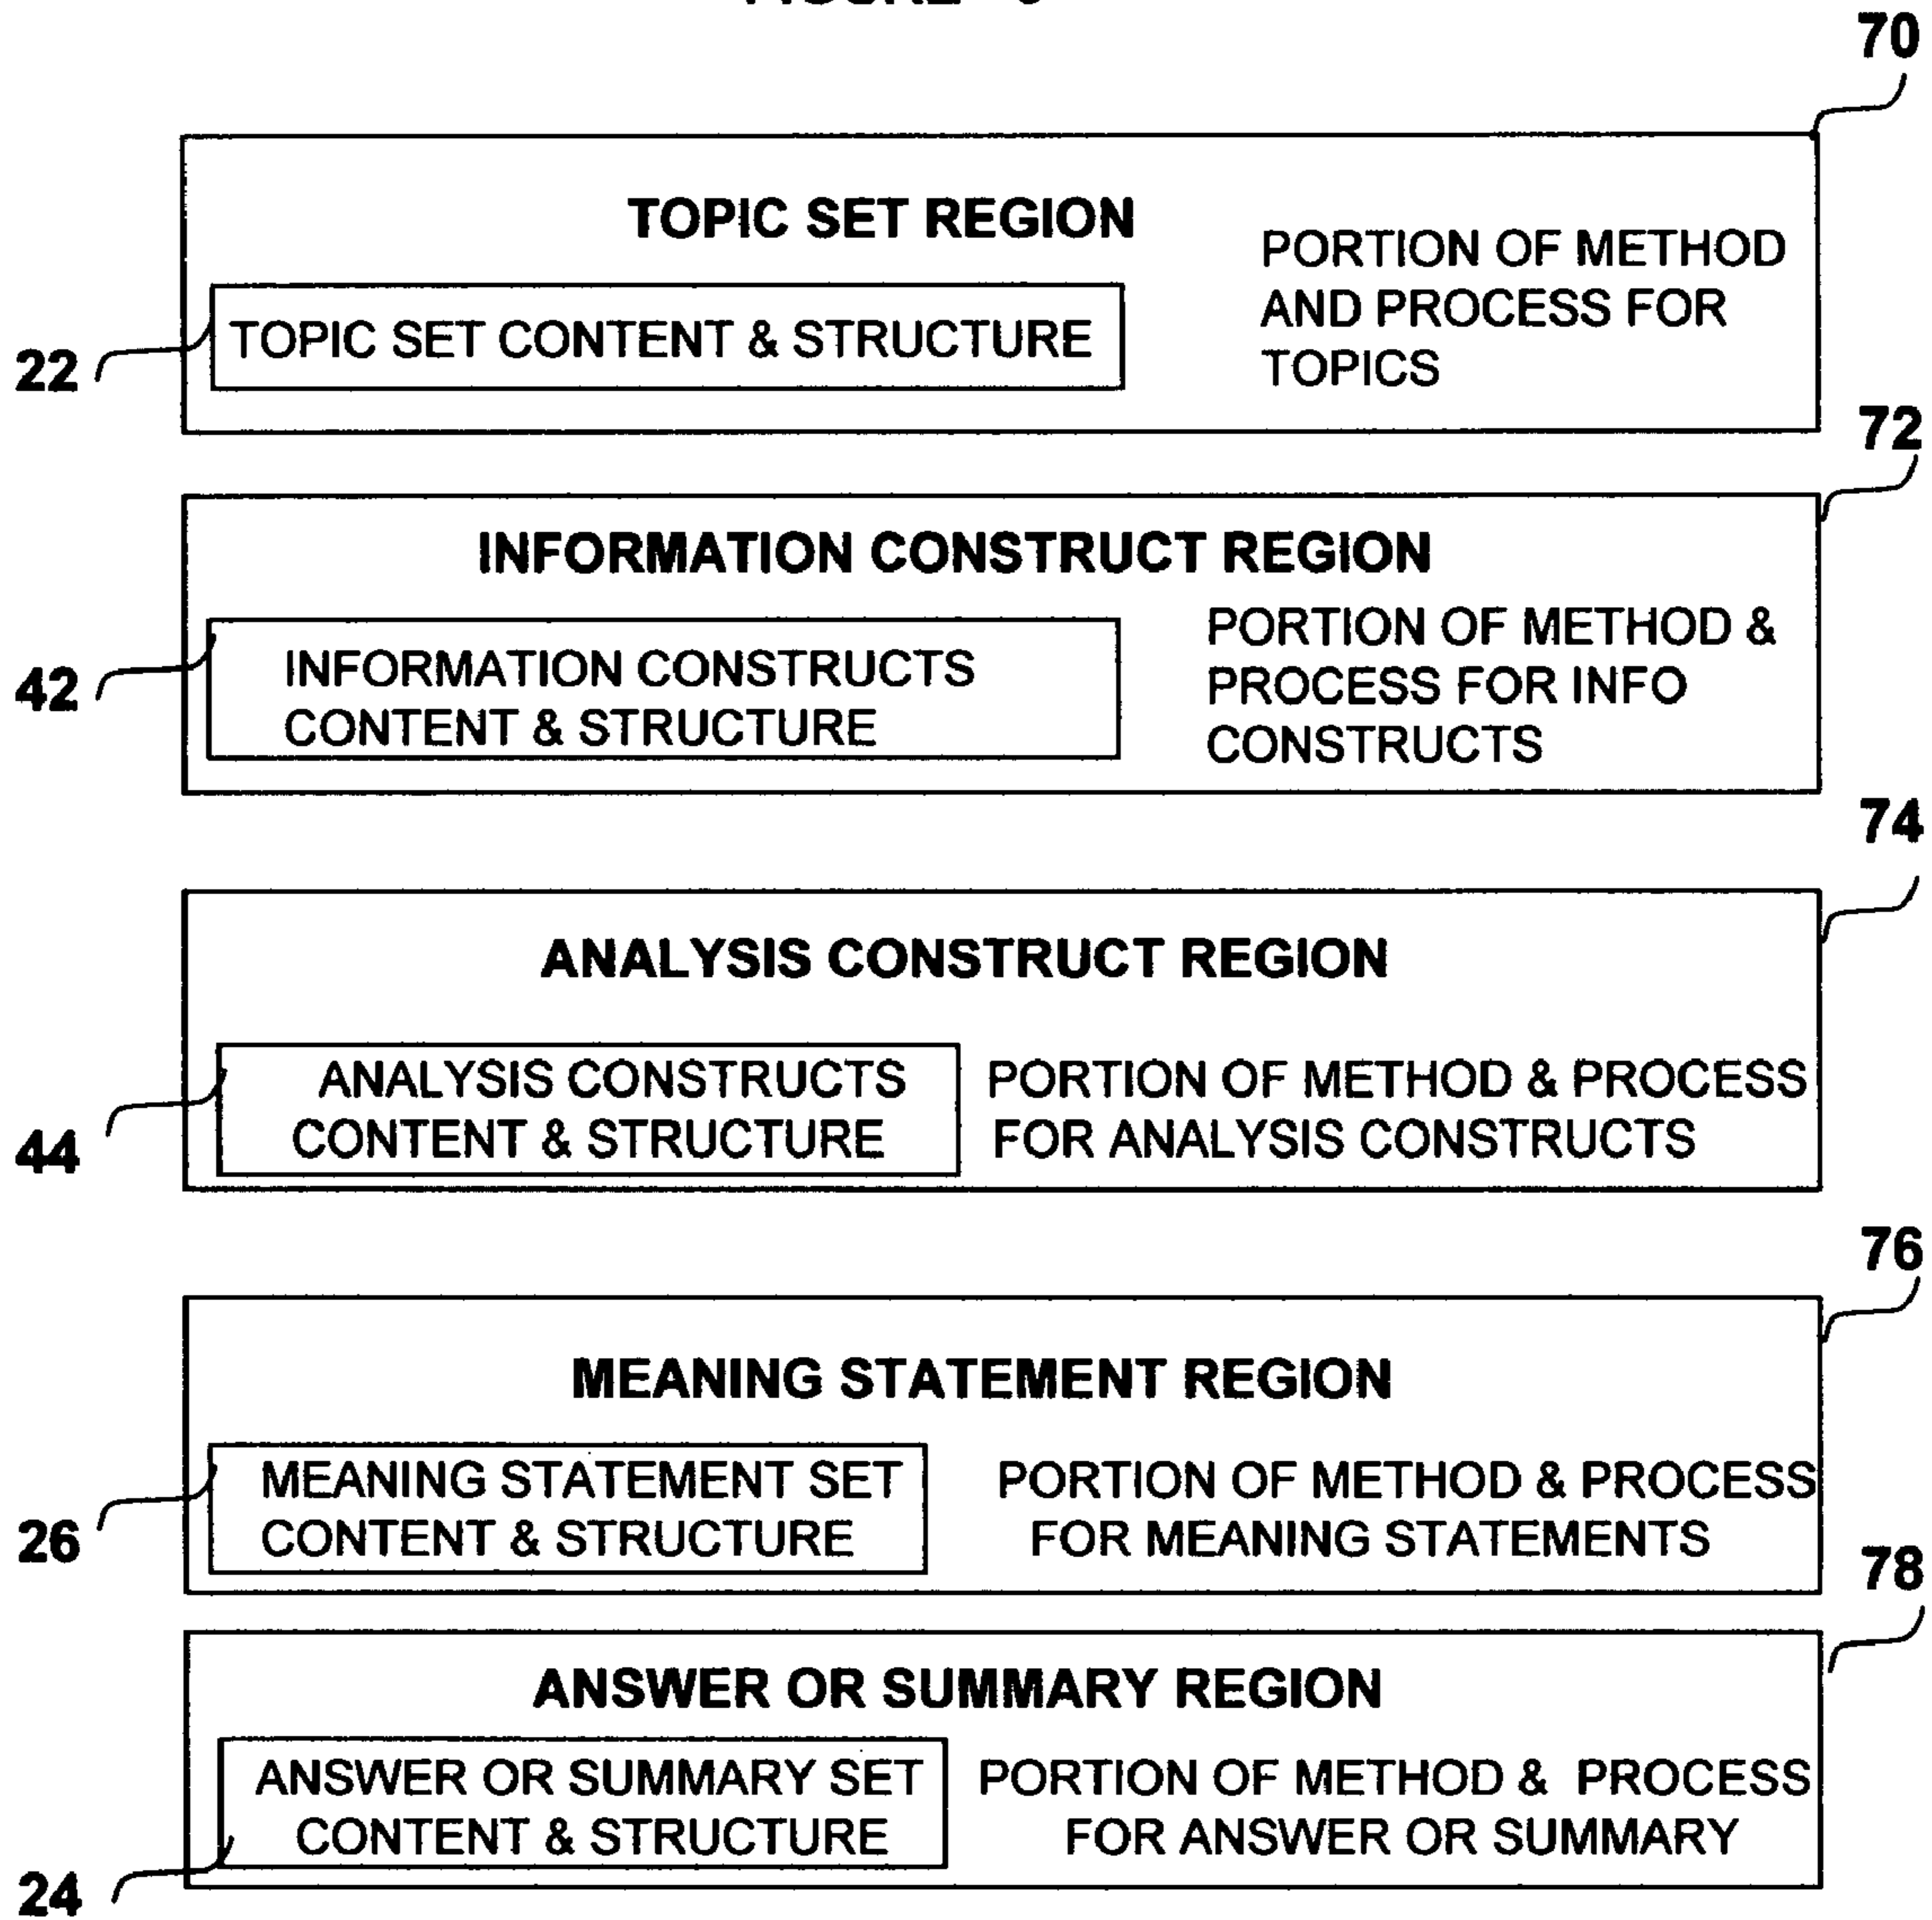 70
TOPIC SET REGION
TOPIC SET CONTENT & STRUCTURE
PORTION OF METHOD
AND PROCESS FOR
TOPICS
22
72
INFORMATION CONSTRUCT REGION
INFORMATION CONSTRUCTS
CONTENT & STRUCTURE
PORTION OF METHOD &
PROCESS FOR INFO
CONSTRUCTS
42
74
ANALYSIS CONSTRUCT REGION
ANALYSIS CONSTRUCTS
CONTENT & STRUCTURE
PORTION OF METHOD & PROCESS
FOR ANALYSIS CONSTRUCTS
44
76
MEANING STATEMENT REGION
MEANING STATEMENT SET
CONTENT & STRUCTURE
PORTION OF METHOD & PROCESS
FOR MEANING STATEMENTS
26
78
ANSWER OR SUMMARY REGION
ANSWER OR SUMMARY SET
CONTENT & STRUCTURE
PORTION OF METHOD & PROCESS
FOR ANSWER OR SUMMARY
24